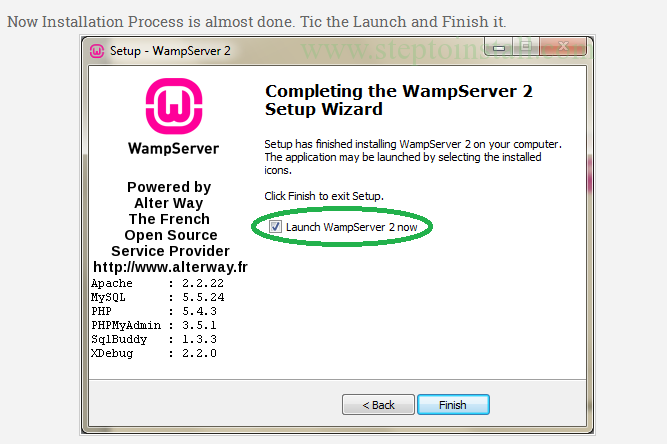 Now Installation Process is almost done. Tic the Launch and Finish it.
Setup - WampServer 2
www.steptoinstall.com
WampServer
Powered by
Alter Way
The French
Open Source
Service Provider
http://www.alterway.fr
Apache : 2.2.22
MySQL : 5.5.24
PHP : 5.4.3
PHPMyAdmin : 3.5.1
SqlBuddy : 1.3.3
XDebug : 2.2.0
Completing the WampServer 2
Setup Wizard
Setup has finished installing WampServer 2 on your computer.
The application may be launched by selecting the installed
icons.
Click Finish to exit Setup.
Launch WampServer 2 now
< Back
Finish